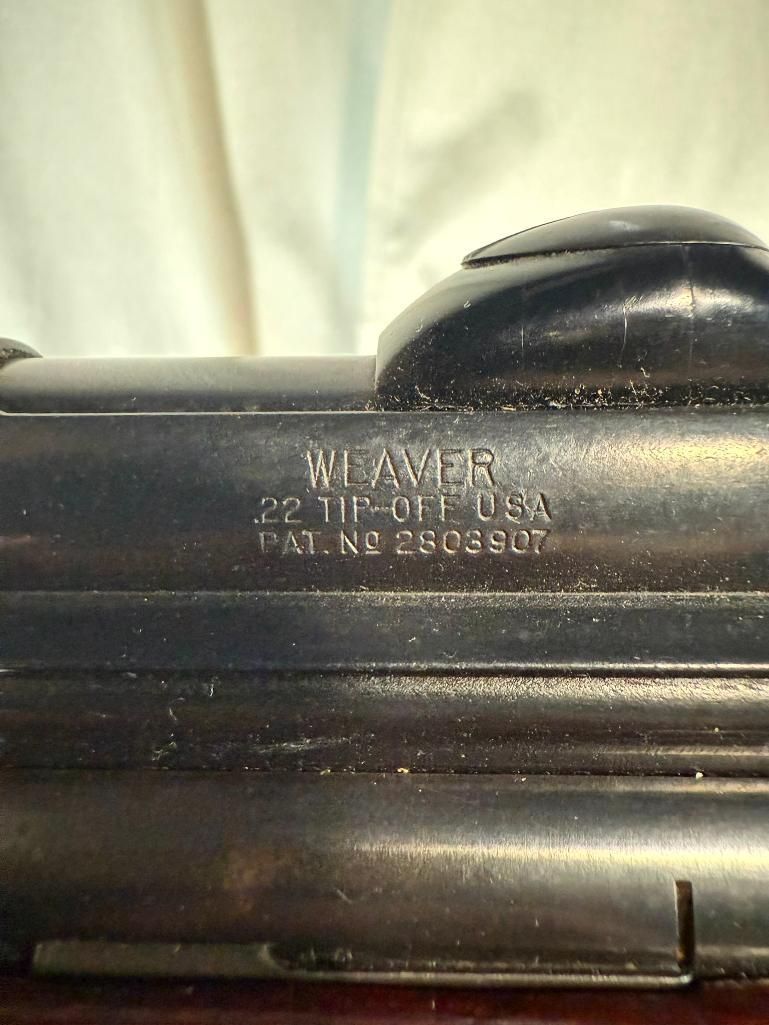 WEAVER
.22 TIP-OFF USA
PAT. No 2803907